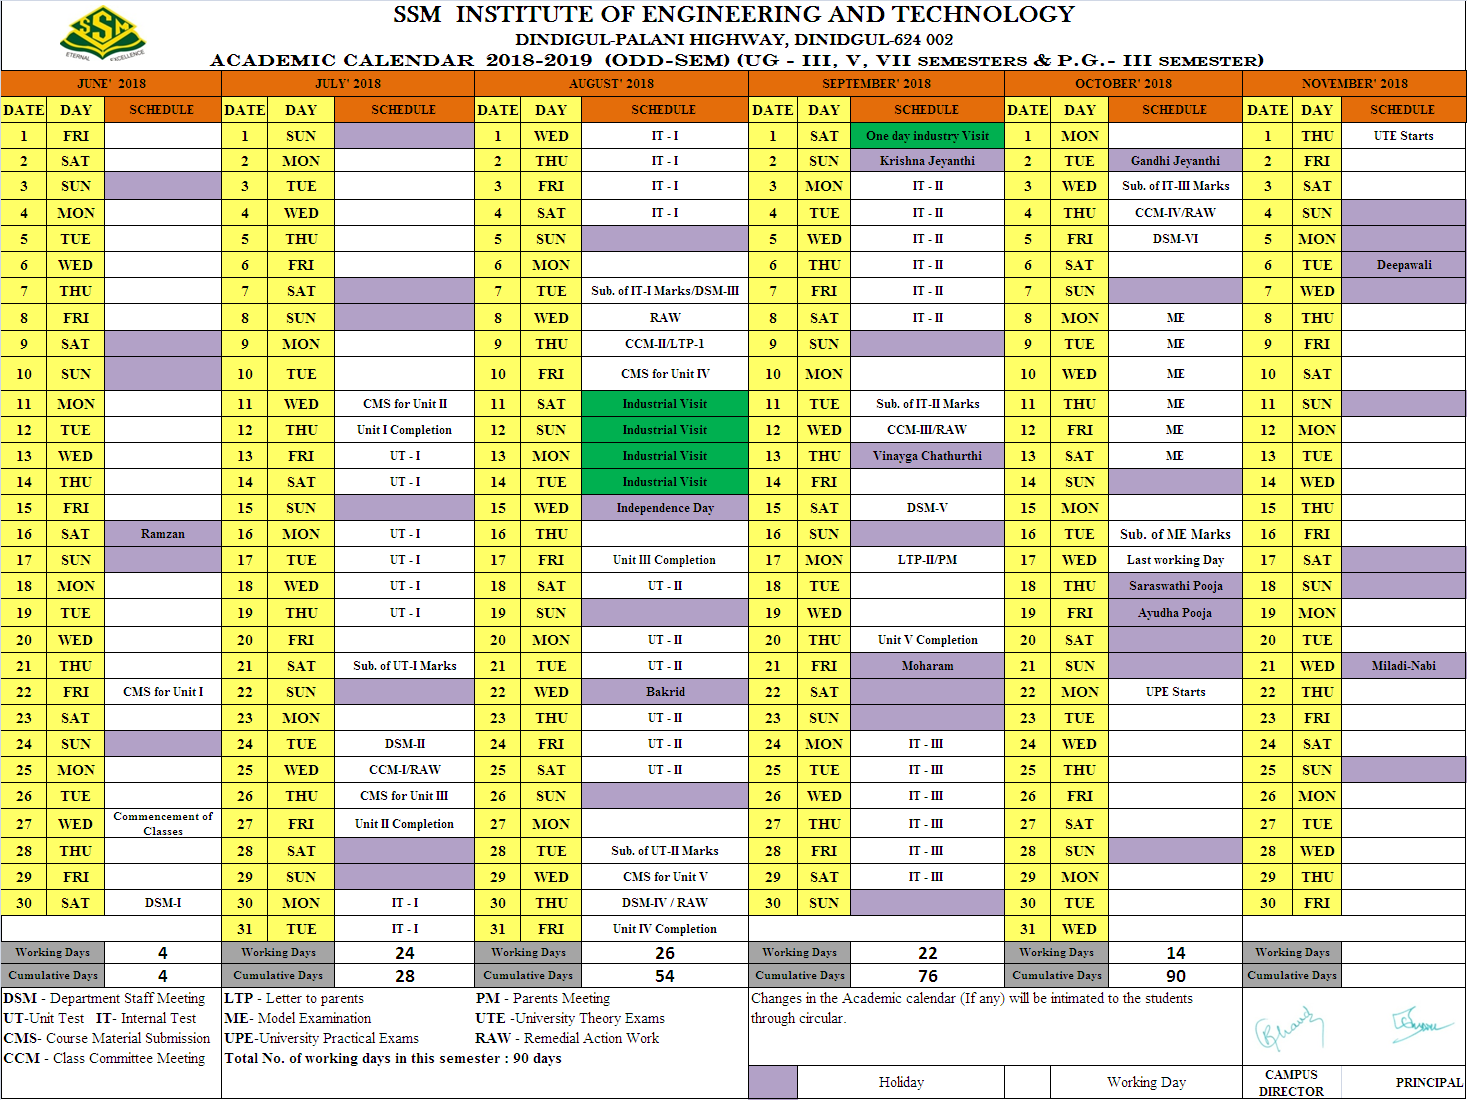 SSM
ETERNAL EXCELLENCE
SSM INSTITUTE OF ENGINEERING AND TECHNOLOGY
DINDIGUL-PALANI HIGHWAY, DINIDGUL-624 002
ACADEMIC CALENDAR 2018-2019 (ODD-SEM) (UG - III, V, VII SEMESTERS & P.G.- III SEMESTER)
JUNE' 2018 JULY' 2018 AUGUST' 2018 SEPTEMBER' 2018 OCTOBER' 2018 NOVEMBER' 2018
DATE DAY SCHEDULE DATE DAY SCHEDULE DATE DAY SCHEDULE DATE DAY SCHEDULE DATE DAY SCHEDULE DATE DAY SCHEDULE
1 FRI 1 SUN 1 WED IT - I 1 SAT One day industry Visit 1 MON 1 THU UTE Starts
2 SAT 2 MON 2 THU IT - I 2 SUN Krishna Jeyanthi 2 TUE Gandhi Jeyanthi 2 FRI
3 SUN 3 TUE 3 FRI IT - I 3 MON IT - II 3 WED Sub. of IT-III Marks 3 SAT
4 MON 4 WED 4 SAT IT - I 4 TUE IT - II 4 THU CCM-IV/RAW 4 SUN
5 TUE 5 THU 5 SUN 5 WED IT - II 5 FRI DSM-VI 5 MON
6 WED 6 FRI 6 MON 6 THU IT - II 6 SAT 6 TUE Deepawali
7 THU 7 SAT 7 TUE Sub. of IT-I Marks/DSM-III 7 FRI IT - II 7 SUN 7 WED
8 FRI 8 SUN 8 WED RAW 8 SAT IT - II 8 MON ME 8 THU
9 SAT 9 MON 9 THU CCM-II/LTP-1 9 SUN 9 TUE ME 9 FRI
10 SUN 10 TUE 10 FRI CMS for Unit IV 10 MON 10 WED ME 10 SAT
11 MON 11 WED CMS for Unit II 11 SAT Industrial Visit 11 TUE Sub. of IT-II Marks 11 THU ME 11 SUN
12 TUE 12 THU Unit I Completion 12 SUN Industrial Visit 12 WED CCM-III/RAW 12 FRI ME 12 MON
13 WED 13 FRI UT - I 13 MON Industrial Visit 13 THU Vinayga Chathurthi 13 SAT ME 13 TUE
14 THU 14 SAT UT - I 14 TUE Industrial Visit 14 FRI 14 SUN 14 WED
15 FRI 15 SUN 15 WED Independence Day 15 SAT DSM-V 15 MON 15 THU
16 SAT Ramzan 16 MON UT - I 16 THU 16 SUN 16 TUE Sub. of ME Marks 16 FRI
17 SUN 17 TUE UT - I 17 FRI Unit III Completion 17 MON LTP-II/PM 17 WED Last working Day 17 SAT
18 MON 18 WED UT - I 18 SAT UT - II 18 TUE 18 THU Saraswathi Pooja 18 SUN
19 TUE 19 THU UT - I 19 SUN 19 WED 19 FRI Ayudha Pooja 19 MON
20 WED 20 FRI 20 MON UT - II 20 THU Unit V Completion 20 SAT 20 TUE
21 THU 21 SAT Sub. of UT-I Marks 21 TUE UT - II 21 FRI Moharam 21 SUN 21 WED Miladi-Nabi
22 FRI CMS for Unit I 22 SUN 22 WED Bakrid 22 SAT 22 MON UPE Starts 22 THU
23 SAT 23 MON 23 THU UT - II 23 SUN 23 TUE 23 FRI
24 SUN 24 TUE DSM-II 24 FRI UT - II 24 MON IT - III 24 WED 24 SAT
25 MON 25 WED CCM-I/RAW 25 SAT UT - II 25 TUE IT - III 25 THU 25 SUN
26 TUE 26 THU CMS for Unit III 26 SUN 26 WED IT - III 26 FRI 26 MON
27 WED Commencement of Classes 27 FRI Unit II Completion 27 MON 27 THU IT - III 27 SAT 27 TUE
28 THU 28 SAT 28 TUE Sub. of UT-II Marks 28 FRI IT - III 28 SUN 28 WED
29 FRI 29 SUN 29 WED CMS for Unit V 29 SAT IT - III 29 MON 29 THU
30 SAT DSM-I 30 MON IT - I 30 THU DSM-IV / RAW 30 SUN 30 TUE 30 FRI
31 TUE IT - I 31 FRI Unit IV Completion 31 WED
Working Days 4 Working Days 24 Working Days 26 Working Days 22 Working Days 14 Working Days
Cumulative Days 4 Cumulative Days 28 Cumulative Days 54 Cumulative Days 76 Cumulative Days 90 Cumulative Days
DSM - Department Staff Meeting LTP - Letter to parents PM - Parents Meeting Changes in the Academic calendar (If any) will be intimated to the students
UT-Unit Test IT- Internal Test ME- Model Examination UTE -University Theory Exams through circular.
CMS- Course Material Submission UPE-University Practical Exams RAW - Remedial Action Work
CCM - Class Committee Meeting Total No. of working days in this semester : 90 days
Holiday Working Day CAMPUS DIRECTOR PRINCIPAL